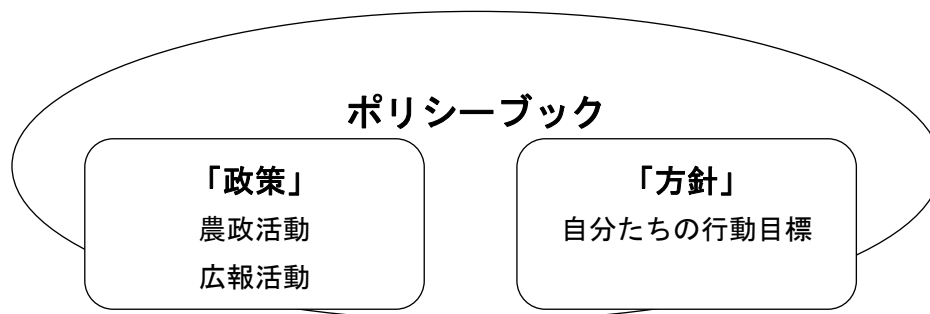 ポリシーブック
「政策」
農政活動
広報活動
「方針」
自分たちの行動目標